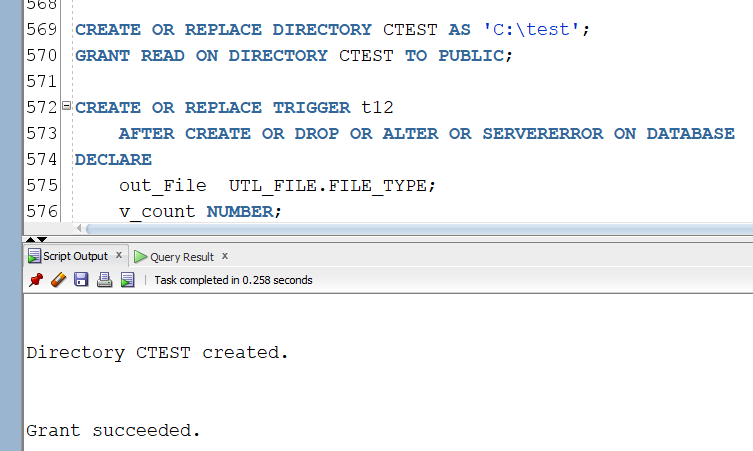 568
569 CREATE OR REPLACE DIRECTORY CTEST AS 'C:\test';
570 GRANT READ ON DIRECTORY CTEST TO PUBLIC;
571
572 CREATE OR REPLACE TRIGGER t12
573     AFTER CREATE OR DROP OR ALTER OR SERVERERROR ON DATABASE
574 DECLARE
575     out_File  UTL_FILE.FILE_TYPE;
576     v_count NUMBER;
Script Output x Query Result x
Task completed in 0.258 seconds
Directory CTEST created.
Grant succeeded.